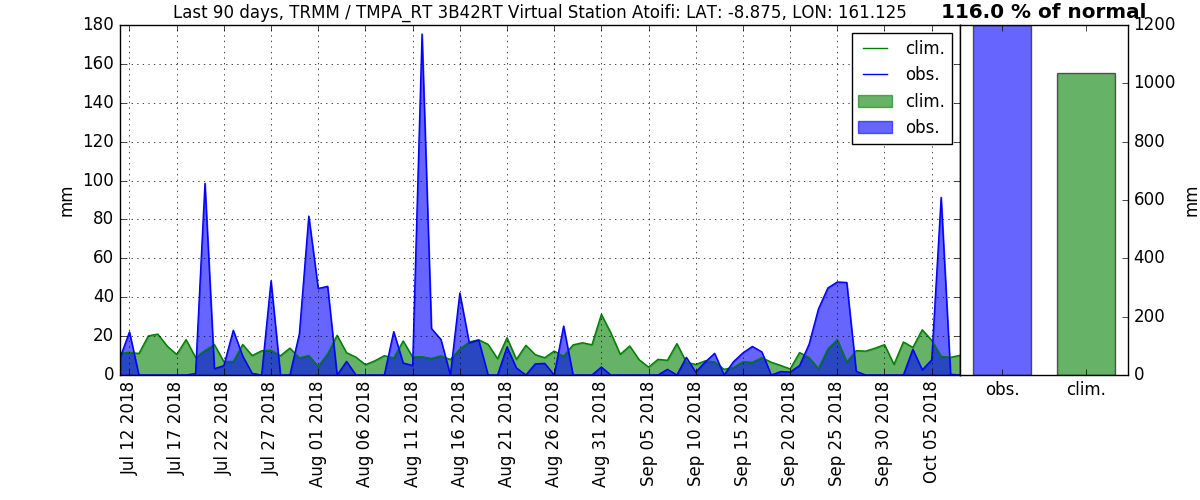 Last 90 days, TRMM / TMPA_RT 3B42RT Virtual Station Atoifi: LAT: -8.875, LON: 161.125
116.0 % of normal
180
160
140
120
100
80
60
40
20
0
mm
clim.
obs.
clim.
obs.
Jul 12 2018
Jul 17 2018
Jul 22 2018
Jul 27 2018
Aug 01 2018
Aug 06 2018
Aug 11 2018
Aug 16 2018
Aug 21 2018
Aug 26 2018
Aug 31 2018
Sep 05 2018
Sep 10 2018
Sep 15 2018
Sep 20 2018
Sep 25 2018
Sep 30 2018
Oct 05 2018
1200
1000
800
600
400
200
0
mm
obs.
clim.